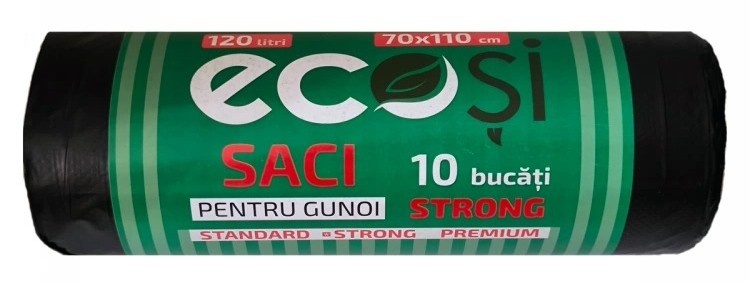 120 litri 70x110 cm
ecoși
SACI 10 bucăți
PENTRU GUNOI STRONG
STANDARD STRONG PREMIUM